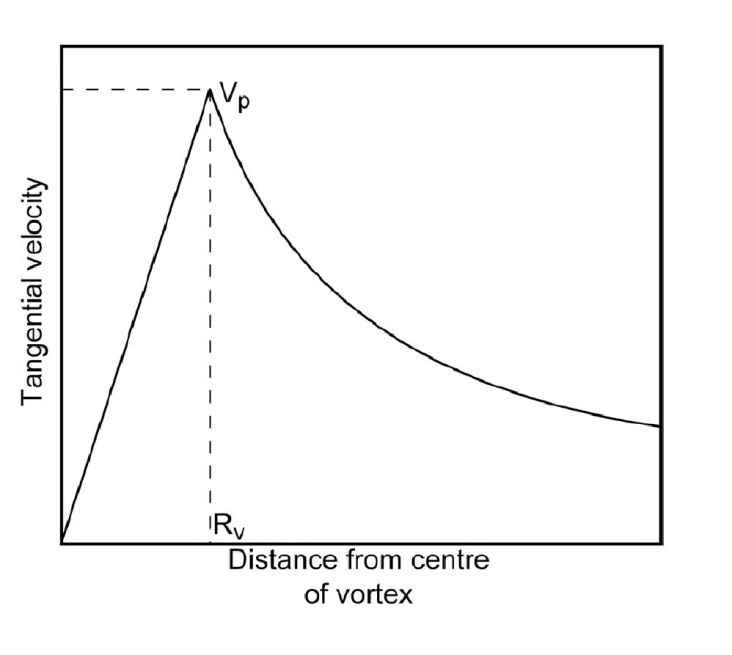 Vp
Tangential velocity
Rv
Distance from centre
of vortex